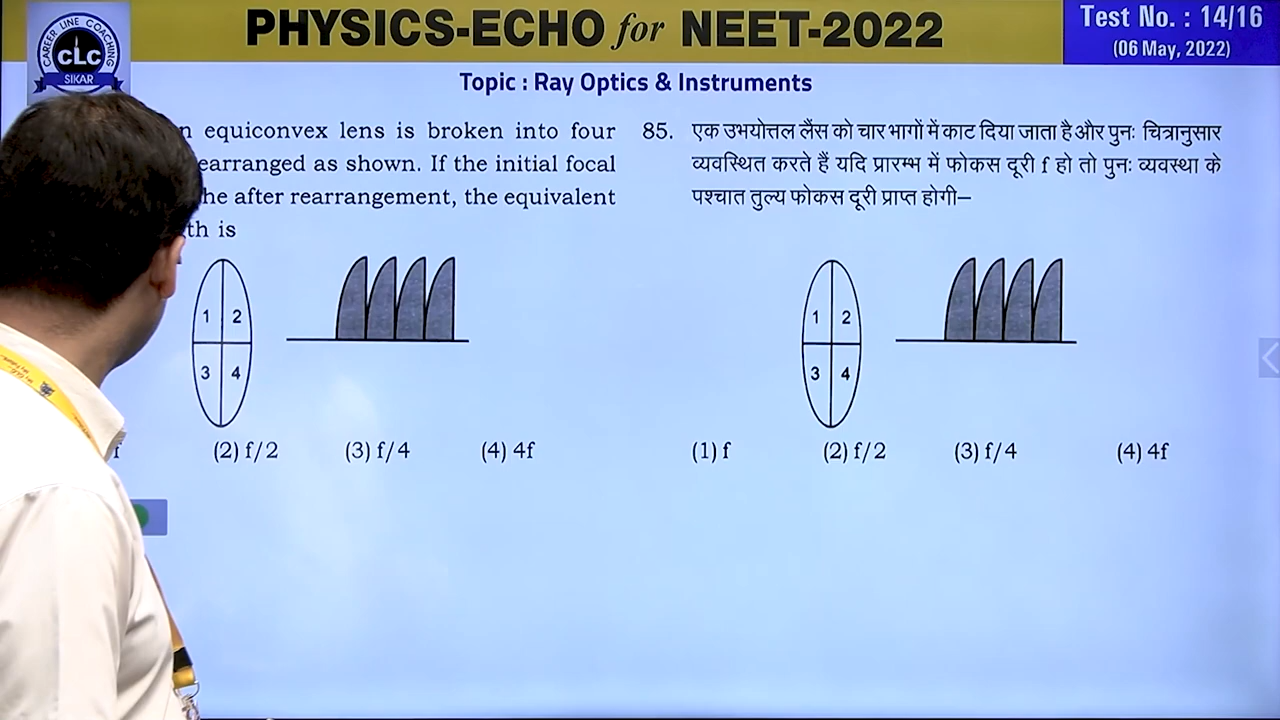 PHYSICS-ECHO for NEET-2022
Test No. : 14/16
(06 May, 2022)
CAREER LINE COACHING
CLC
SIKAR
Topic : Ray Optics & Instruments
n equiconvex lens is broken into four
earranged as shown. If the initial focal
he after rearrangement, the equivalent
th is
1 2
3 4
f (2) f/2 (3) f/4 (4) 4f
85. एक उभयोत्तल लैंस को चार भागों में काट दिया जाता है और पुनः चित्रानुसार
व्यवस्थित करते हैं यदि प्रारम्भ में फोकस दूरी f हो तो पुनः व्यवस्था के
पश्चात तुल्य फोकस दूरी प्राप्त होगी–
1 2
3 4
(1) f (2) f/2 (3) f/4 (4) 4f